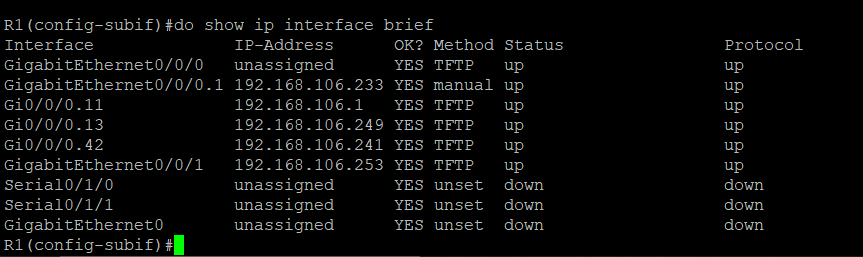 R1(config-subif)#do show ip interface brief
Interface              IP-Address      OK? Method Status                Protocol
GigabitEthernet0/0/0   unassigned      YES TFTP   up                    up
GigabitEthernet0/0/0.1 192.168.106.233 YES manual up                    up
Gi0/0/0.11             192.168.106.1   YES TFTP   up                    up
Gi0/0/0.13             192.168.106.249 YES TFTP   up                    up
Gi0/0/0.42             192.168.106.241 YES TFTP   up                    up
GigabitEthernet0/0/1   192.168.106.253 YES TFTP   up                    up
Serial0/1/0            unassigned      YES unset  down                  down
Serial0/1/1            unassigned      YES unset  down                  down
GigabitEthernet0       unassigned      YES unset  down                  down
R1(config-subif)#